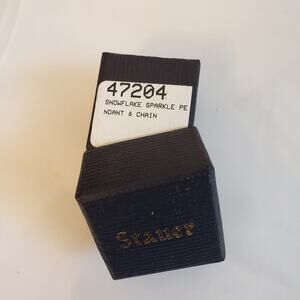 47204
SNOWFLAKE SPARKLE PE
NDANT & CHAIN
Stauer